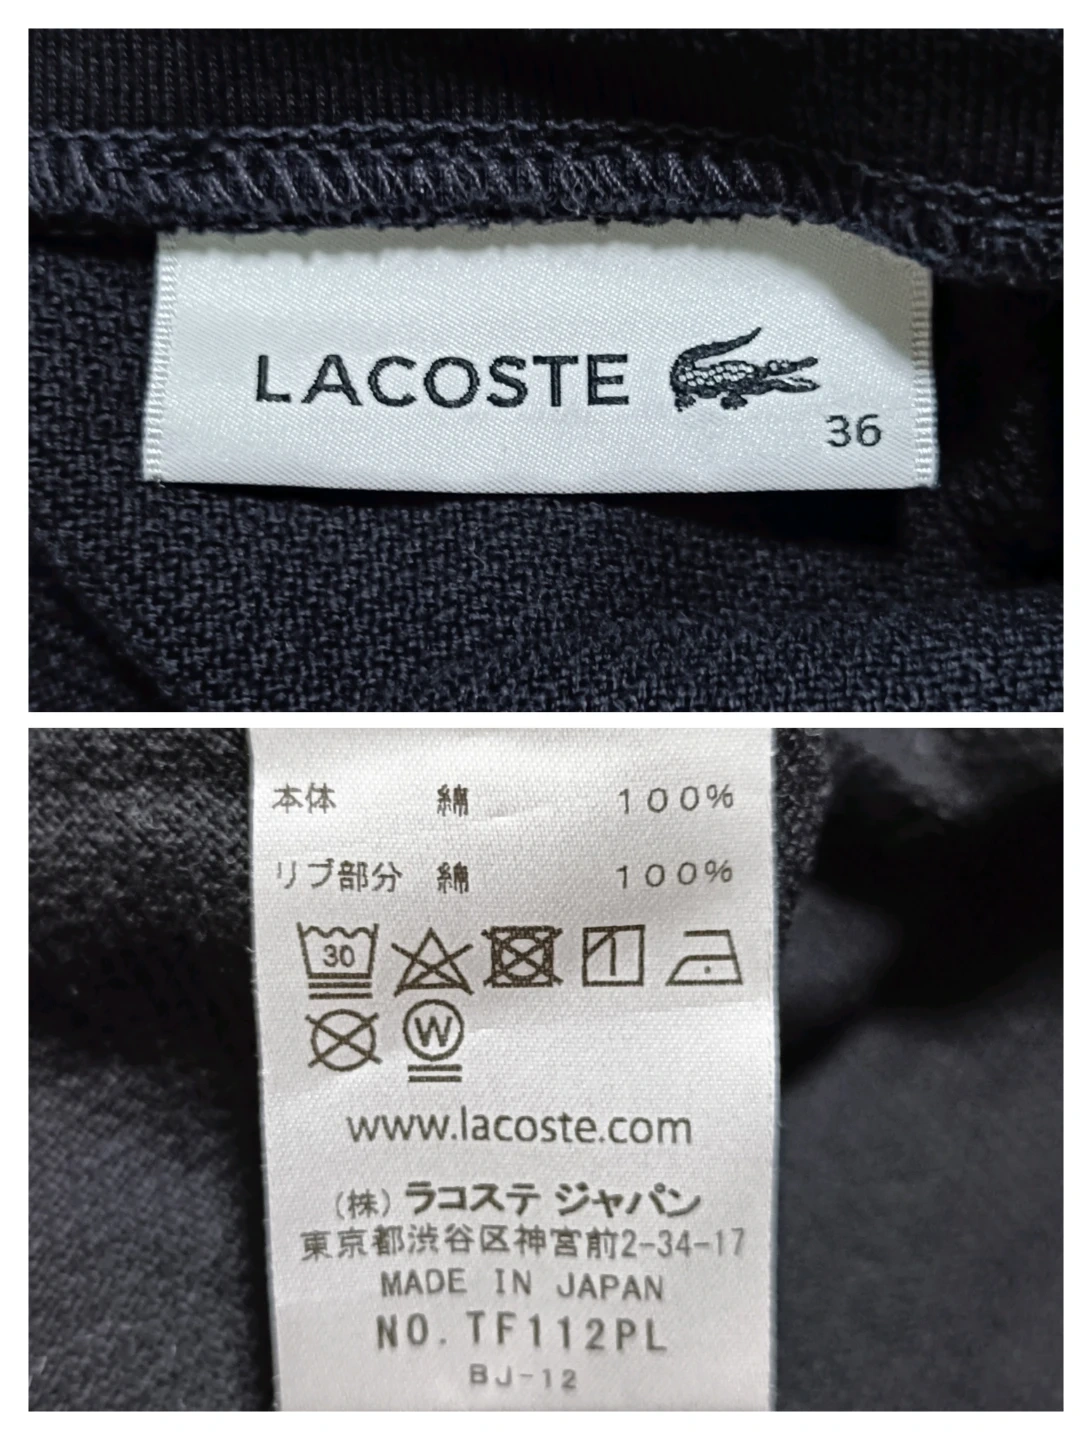 LACOSTE
36
本体 綿 100%
リブ部分 綿 100%
30
W
www.lacoste.com
(株) ラコステ ジャパン
東京都渋谷区神宮前2-34-17
MADE IN JAPAN
NO. TF112PL
BJ-12